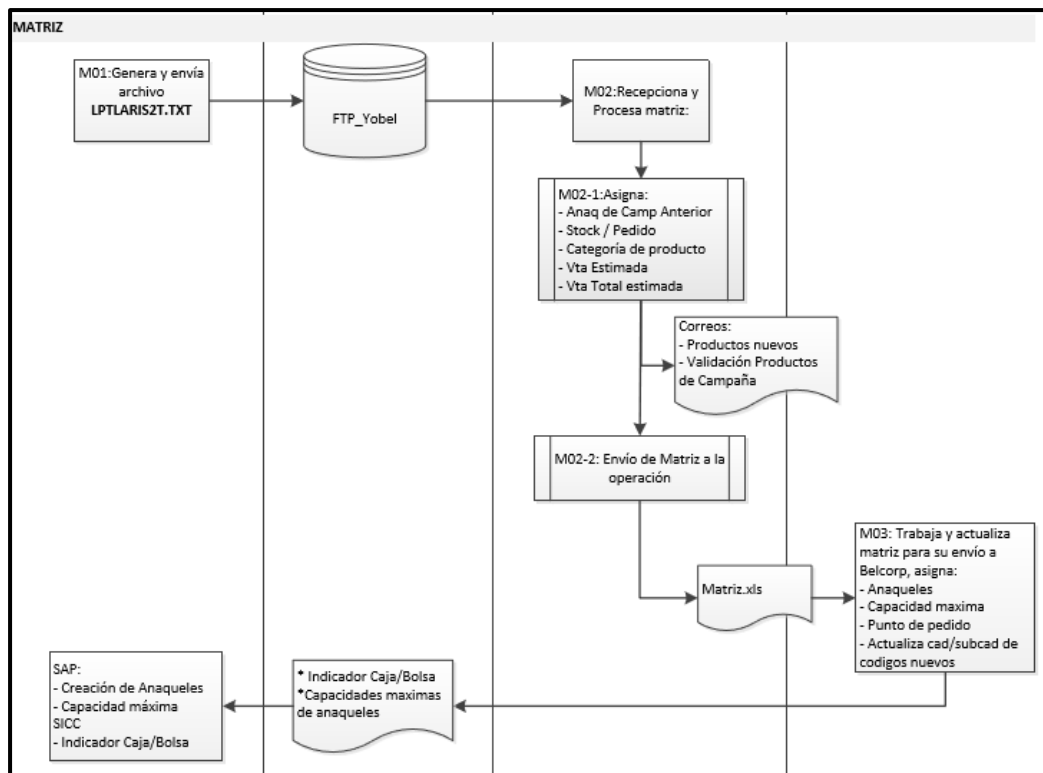 MATRIZ
M01:Genera y envía
archivo
LPTLARIS2T.TXT
FTP_Yobel
M02:Recepciona y
Procesa matriz:
M02-1:Asigna:
- Anaq de Camp Anterior
- Stock / Pedido
- Categoría de producto
- Vta Estimada
- Vta Total estimada
Correos:
- Productos nuevos
- Validación Productos
de Campaña
M02-2: Envío de Matriz a la
operación
Matriz.xls
M03: Trabaja y actualiza
matriz para su envío a
Belcorp, asigna:
- Anaqueles
- Capacidad maxima
- Punto de pedido
- Actualiza cad/subcad de
codigos nuevos
* Indicador Caja/Bolsa
*Capacidades maximas
de anaqueles
SAP:
- Creación de Anaqueles
- Capacidad máxima
SICC
- Indicador Caja/Bolsa